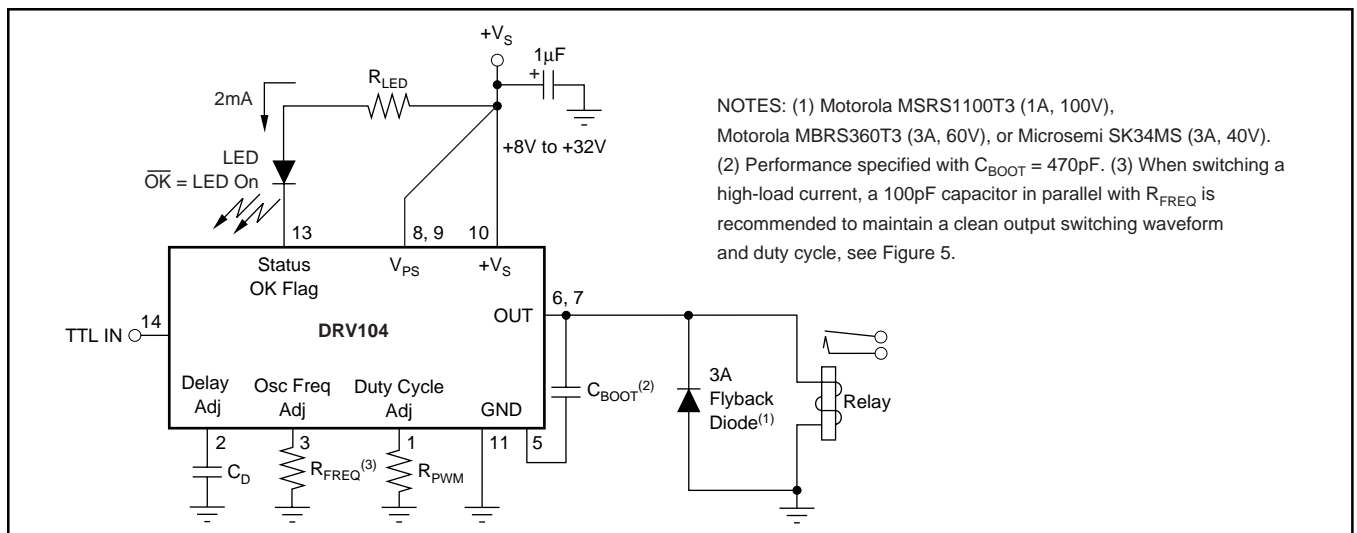 +VS
1µF
+
RLED
2mA
+8V to +32V
LED
OK = LED On
13
8, 9
10
Status
OK Flag
VPS
+VS
6, 7
OUT
14
TTL IN
DRV104
Delay
Adj
Osc Freq
Adj
Duty Cycle
Adj
GND
2
3
1
11
5
CD
RFREQ(3)
RPWM
CBOOT(2)
3A
Flyback
Diode(1)
Relay
NOTES: (1) Motorola MSRS1100T3 (1A, 100V),
Motorola MBRS360T3 (3A, 60V), or Microsemi SK34MS (3A, 40V).
(2) Performance specified with CBOOT = 470pF. (3) When switching a
high-load current, a 100pF capacitor in parallel with RFREQ is
recommended to maintain a clean output switching waveform
and duty cycle, see Figure 5.